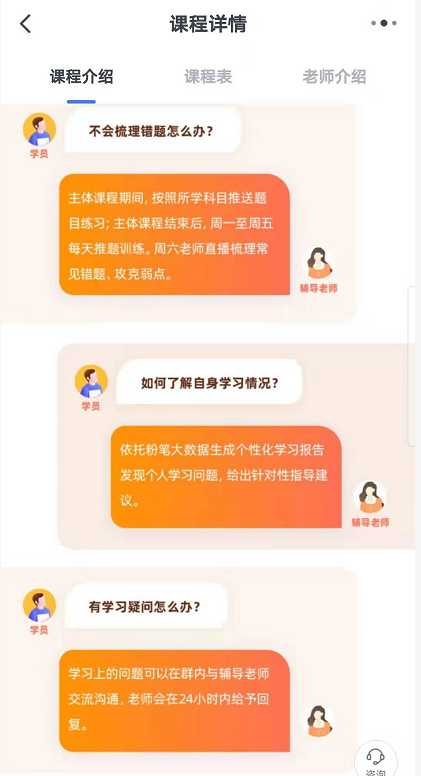 课程详情
课程介绍
课程表
老师介绍
不会梳理错题怎么办?
学员
主体课程期间, 按照所学科目推送题
目练习; 主体课程结束后, 周一至周五
每天推题训练。周六老师直播梳理常
见错题、攻克弱点。
辅导老师
如何了解自身学习情况?
学员
依托粉笔大数据生成个性化学习报告
发现个人学习问题, 给出针对性指导建
议。
辅导老师
有学习疑问怎么办?
学员
学习上的问题可以在群内与辅导老师
交流沟通, 老师会在24小时内给予回
复。
咨询